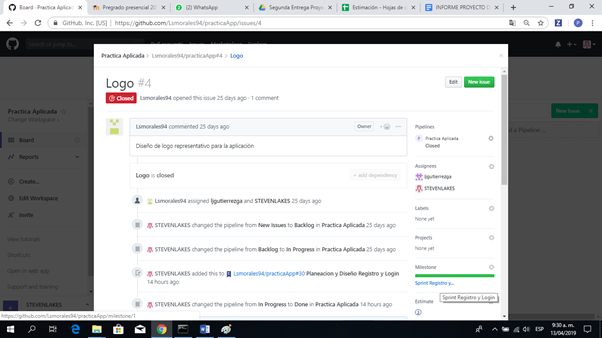 Board · Practica Aplica
Pregrado presencial 20
(2) WhatsApp
Segunda Entrega Proye
Estimación - Hojas de
INFORME PROYECTO D
GitHub, Inc. [US] | https://github.com/Lsmorales94/practicaApp/issues/4
Practica Aplicada > Lsmorales94/practicaApp#4 > Logo
Logo #4
Edit
New Issue
Closed
Lsmorales94 opened this issue 25 days ago · 1 comment
Lsmorales94 commented 25 days ago
Owner
Diseño de logo representativo para la aplicación
Logo is closed
+ add dependency
Lsmorales94 assigned ljgutierrezga and STEVENLAKES 25 days ago
STEVENLAKES changed the pipeline from New Issues to Backlog in Practica Aplicada 25 days ago
STEVENLAKES changed the pipeline from Backlog to In Progress in Practica Aplicada 25 days ago
STEVENLAKES added this to Lsmorales94/practicaApp#30 Planeacion y Diseño Registro y Login
14 hours ago
STEVENLAKES changed the pipeline from In Progress to Done in Practica Aplicada 14 hours ago
Pipelines
Practica Aplicada
Closed
Assignees
ljgutierrezga
STEVENLAKES
Labels
none yet
Projects
none yet
Milestone
Sprint Registro y...
Sprint Registro y Login
Estimate
Practica Aplicada
Change Workspace
Board
Reports
Create...
Edit Workspace
Invite
View tutorials
Shortcuts
Open in web app
Support and training
STEVENLAKES
New Issue
https://github.com/Lsmorales94/practicaApp/milestone/1
ESP
9:30 a. m.
13/04/2019